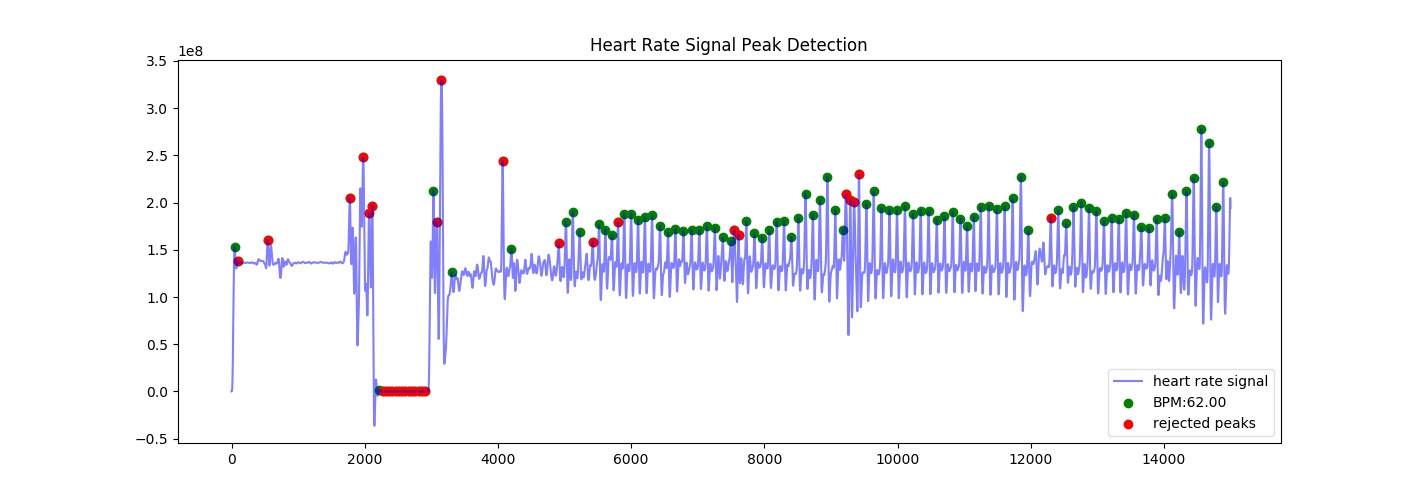 Heart Rate Signal Peak Detection
1e8
3.5
3.0
2.5
2.0
1.5
1.0
0.5
0.0
−0.5
heart rate signal
BPM:62.00
rejected peaks
0 2000 4000 6000 8000 10000 12000 14000